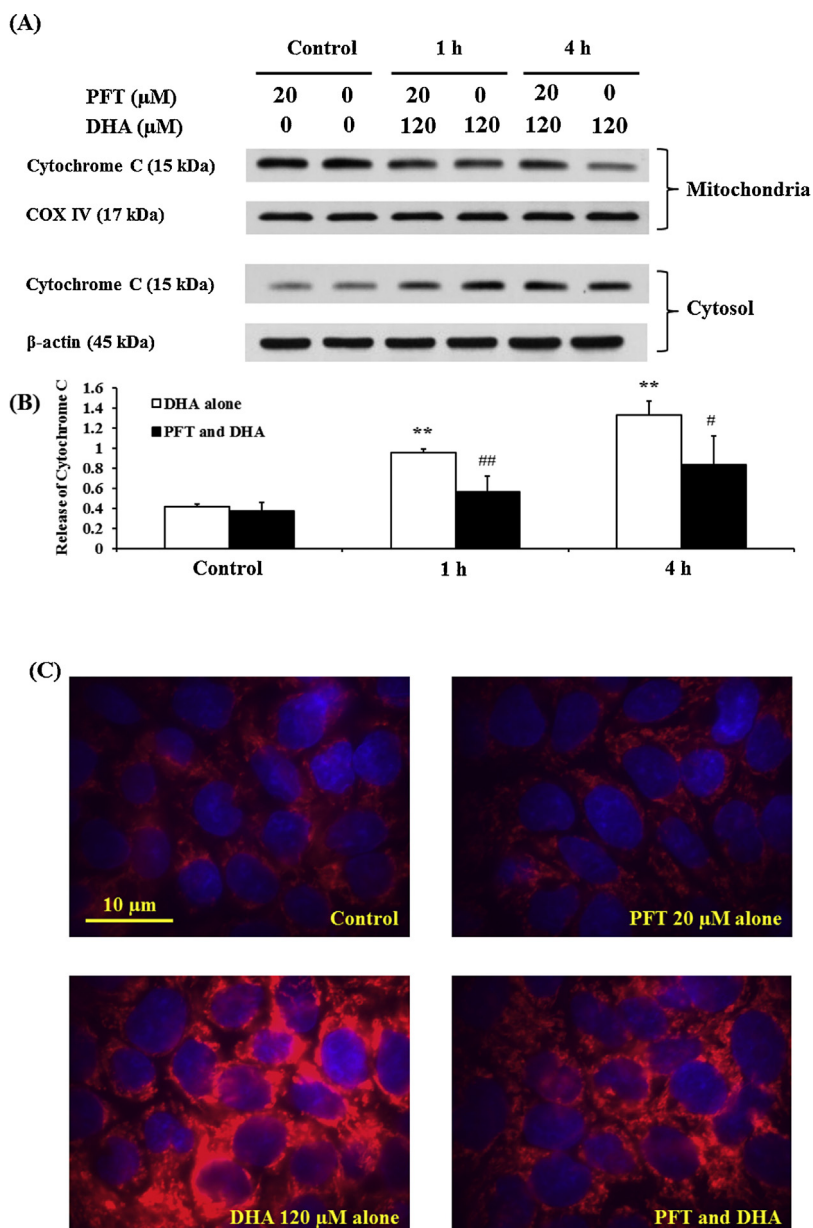 (A)
Control 1 h 4 h
PFT (μM) 20 0 20 0 20 0
DHA (μM) 0 0 120 120 120 120
Cytochrome C (15 kDa)
COX IV (17 kDa)
Mitochondria
Cytochrome C (15 kDa)
β-actin (45 kDa)
Cytosol
(B)
Release of Cytochrome C
1.6
1.4
1.2
1
0.8
0.6
0.4
0.2
0
DHA alone
PFT and DHA
** ## ** #
Control 1 h 4 h
(C)
10 μm
Control
PFT 20 μM alone
DHA 120 μM alone
PFT and DHA